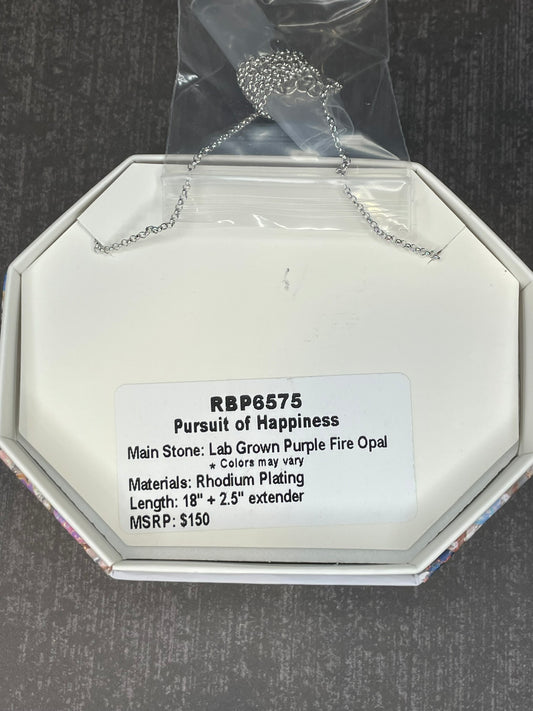 RBP6575
Pursuit of Happiness
Main Stone: Lab Grown Purple Fire Opal
* Colors may vary
Materials: Rhodium Plating
Length: 18" + 2.5" extender
MSRP: $150